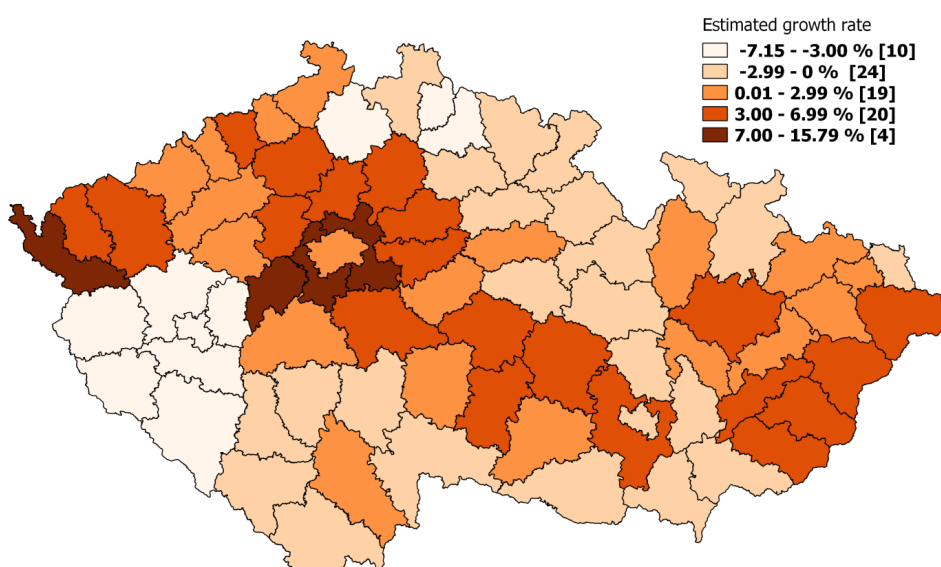 Estimated growth rate
-7.15 - -3.00 % [10]
-2.99 - 0 % [24]
0.01 - 2.99 % [19]
3.00 - 6.99 % [20]
7.00 - 15.79 % [4]